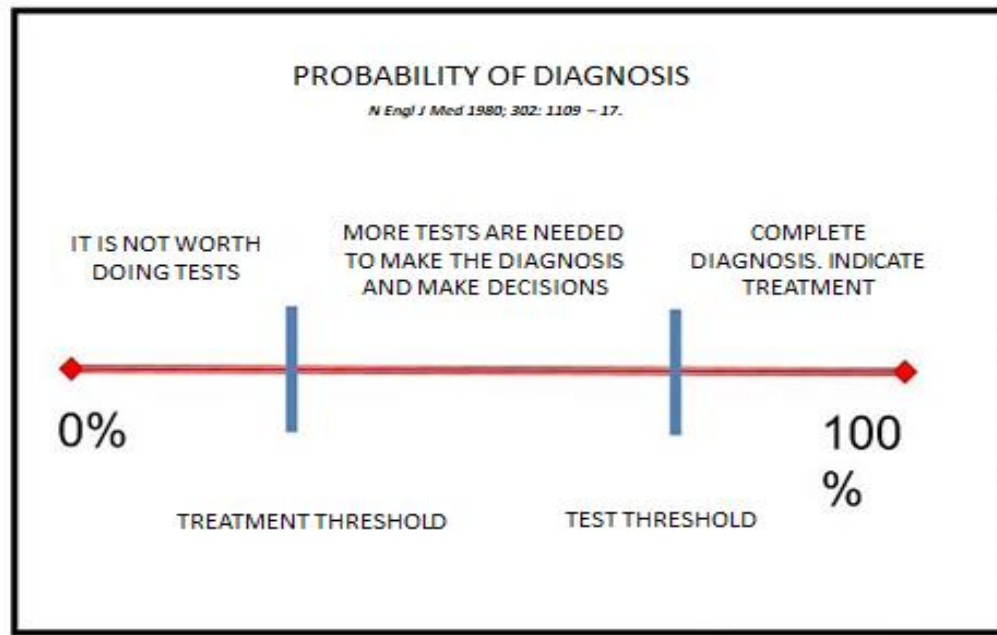 PROBABILITY OF DIAGNOSIS
N Engl J Med 1980; 302: 1109 – 17.
IT IS NOT WORTH
DOING TESTS
MORE TESTS ARE NEEDED
TO MAKE THE DIAGNOSIS
AND MAKE DECISIONS
COMPLETE
DIAGNOSIS. INDICATE
TREATMENT
0%
100
%
TREATMENT THRESHOLD
TEST THRESHOLD